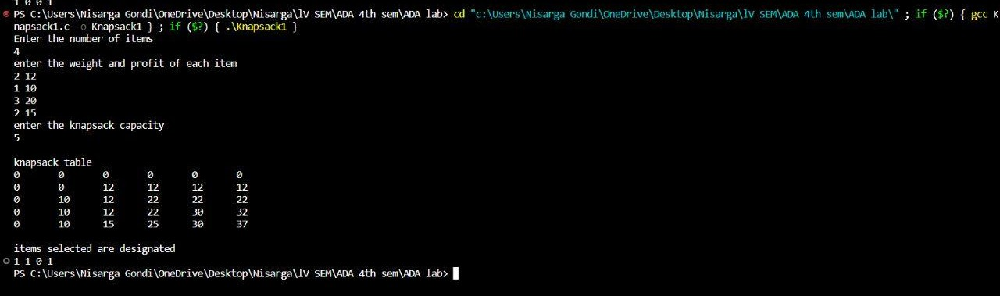 1 0 0 1
PS C:\Users\Nisarga Gondi\OneDrive\Desktop\Nisarga\lV SEM\ADA 4th sem\ADA lab> cd "c:\Users\Nisarga Gondi\OneDrive\Desktop\Nisarga\lV SEM\ADA 4th sem\ADA lab\" ; if ($?) { gcc K
napsack1.c -o Knapsack1 } ; if ($?) { .\Knapsack1 }
Enter the number of items
4
enter the weight and profit of each item
2 12
1 10
3 20
2 15
enter the knapsack capacity
5
knapsack table
0 0 0 0 0 0
0 0 12 12 12 12
0 10 12 22 22 22
0 10 12 22 30 32
0 10 15 25 30 37
items selected are designated
1 1 0 1
PS C:\Users\Nisarga Gondi\OneDrive\Desktop\Nisarga\lV SEM\ADA 4th sem\ADA lab>